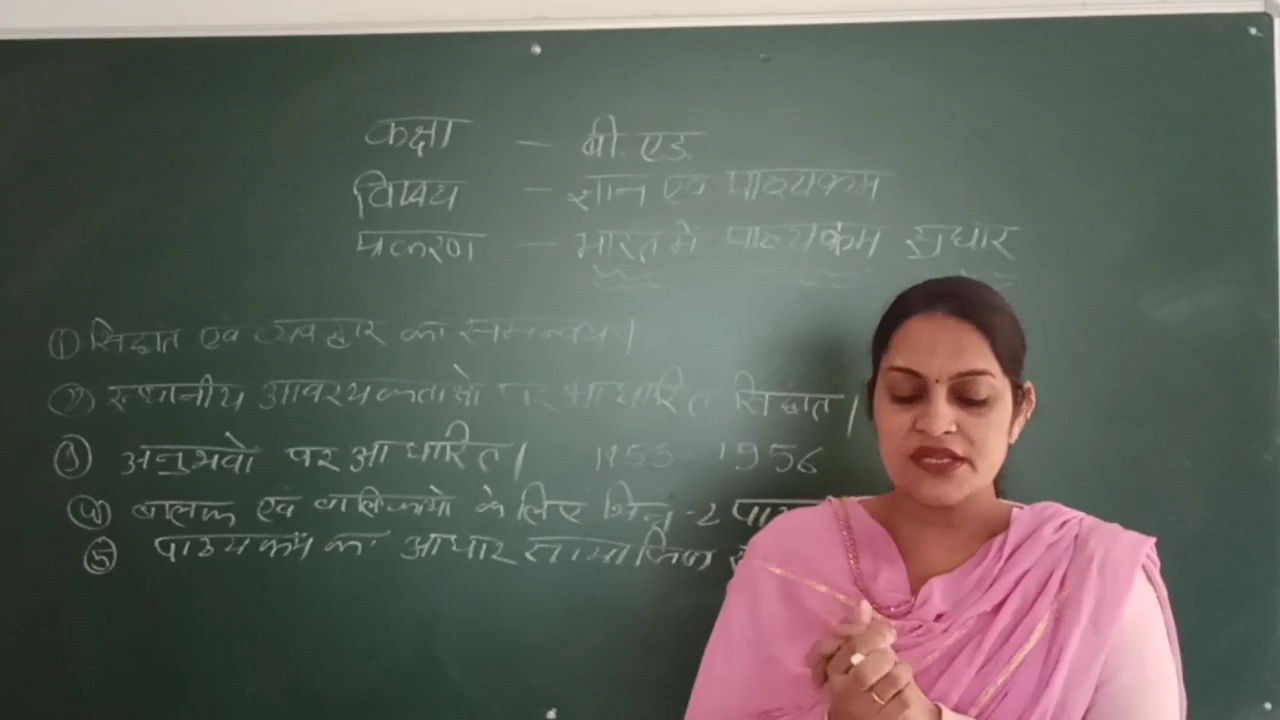 कक्षा — बी. एड.
विषय — ज्ञान एवं पाठ्यक्रम
प्रकरण — भारत में पाठ्यक्रम सुधार
① सिद्धांत एवं व्यवहार का समन्वय।
② स्थानीय आवश्यकताओं पर आधारित सिद्धांत।
③ अनुभवों पर आधारित। 1955 - 1956
④ बालक एवं बालिकाओं के लिए भिन्न-2
⑤ पाठ्यक्रम का आधार सामाजिक